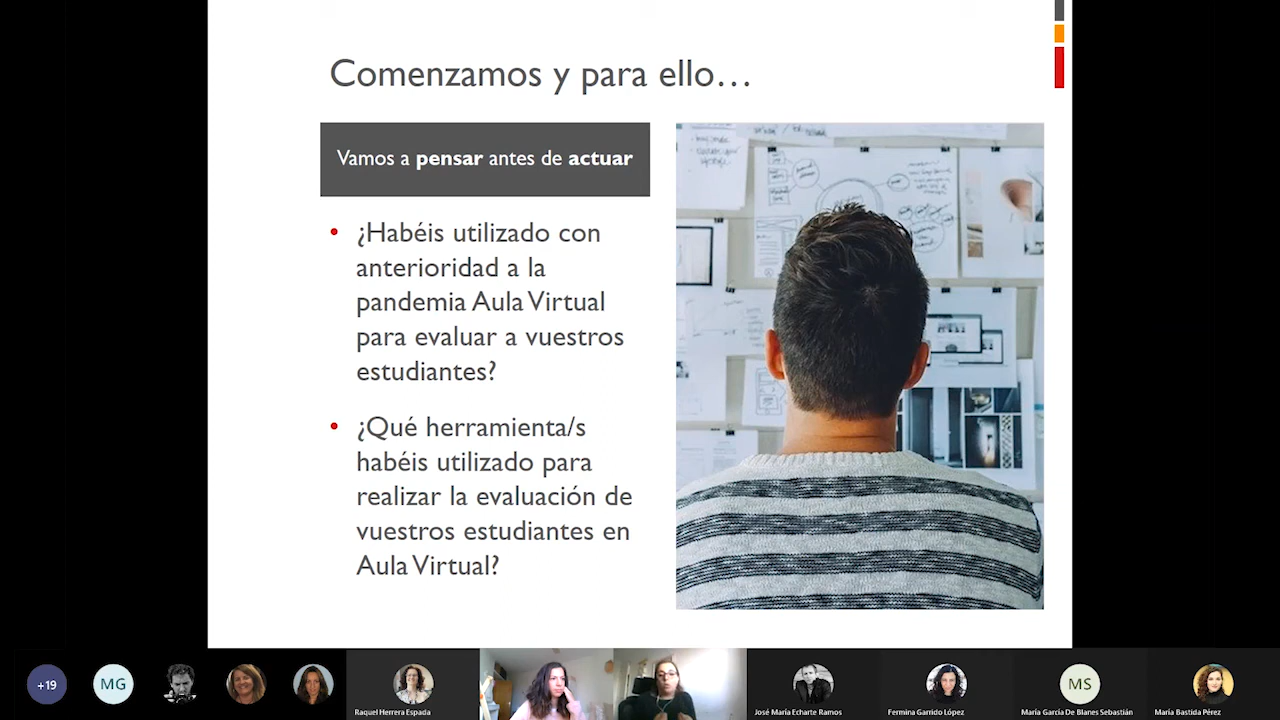 Comenzamos y para ello…
Vamos a pensar antes de actuar
• ¿Habéis utilizado con
anterioridad a la
pandemia Aula Virtual
para evaluar a vuestros
estudiantes?
• ¿Qué herramienta/s
habéis utilizado para
realizar la evaluación de
vuestros estudiantes en
Aula Virtual?
+19
MG
Raquel Herrera Espada
José María Echarte Ramos
Fermina Garrido López
MS
María García De Blanes Sebastián
María Bastida Pérez